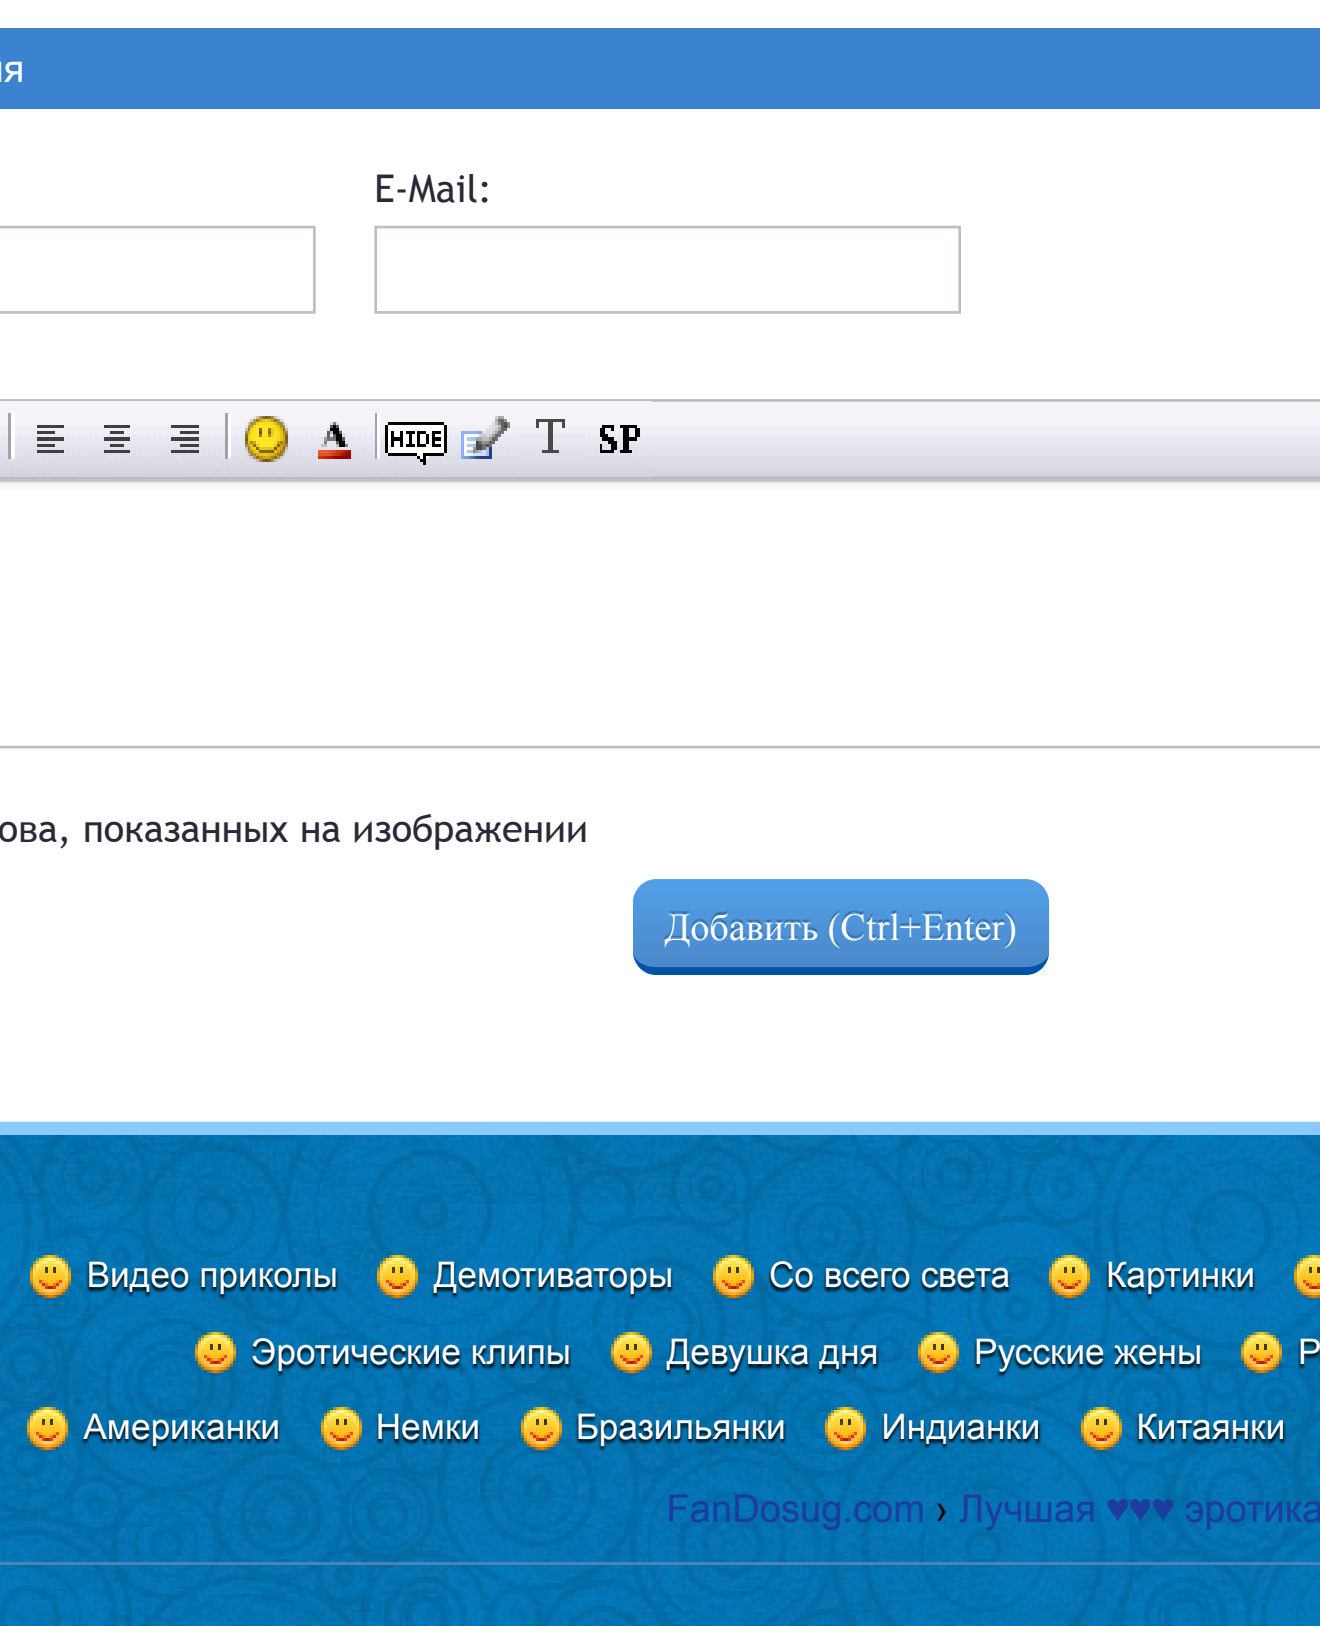 ия
E-Mail:
HIDE T SP
ова, показанных на изображении
Добавить (Ctrl+Enter)
Видео приколы Демотиваторы Со всего света Картинки
Эротические клипы Девушка дня Русские жены Р
Американки Немки Бразильянки Индианки Китаянки
FanDosug.com › Лучшая ♥♥♥ эротика